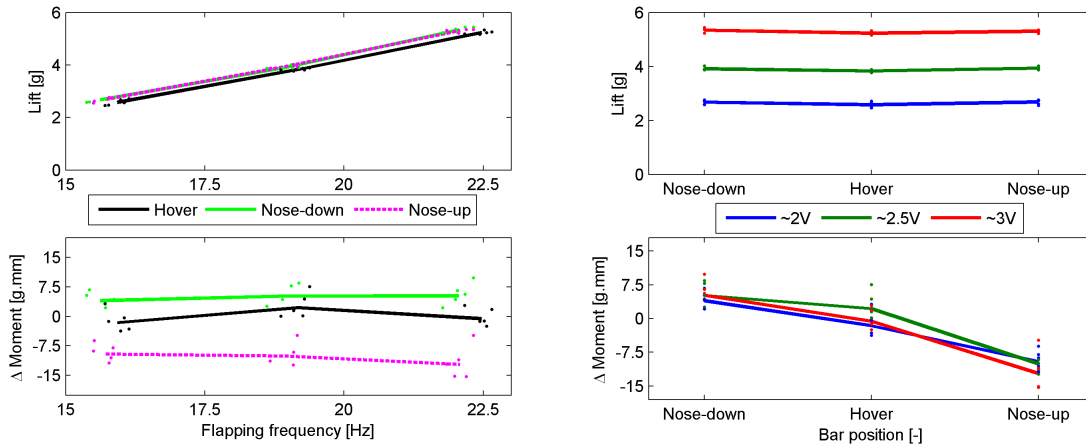 Lift [g]
6
4
2
0
15
17.5
20
22.5
Hover
Nose-down
Nose-up
Δ Moment [g.mm]
15
7.5
0
-7.5
-15
15
17.5
20
22.5
Flapping frequency [Hz]
Lift [g]
6
4
2
0
Nose-down
Hover
Nose-up
~2V
~2.5V
~3V
Δ Moment [g.mm]
15
7.5
0
-7.5
-15
Nose-down
Hover
Nose-up
Bar position [-]